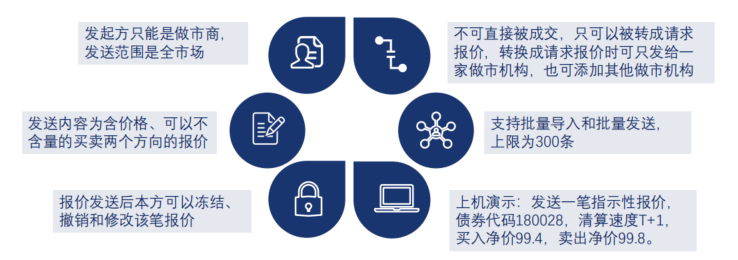 发起方只能是做市商，
发送范围是全市场
不可直接被成交，只可以被转成请求
报价，转换成请求报价时可只发给一
家做市机构，也可添加其他做市机构
发送内容为含价格、可以不
含量的买卖两个方向的报价
支持批量导入和批量发送，
上限为300条
报价发送后本方可以冻结、
撤销和修改该笔报价
上机演示：发送一笔指示性报价，
债券代码180028，清算速度T+1，
买入净价99.4，卖出净价99.8。